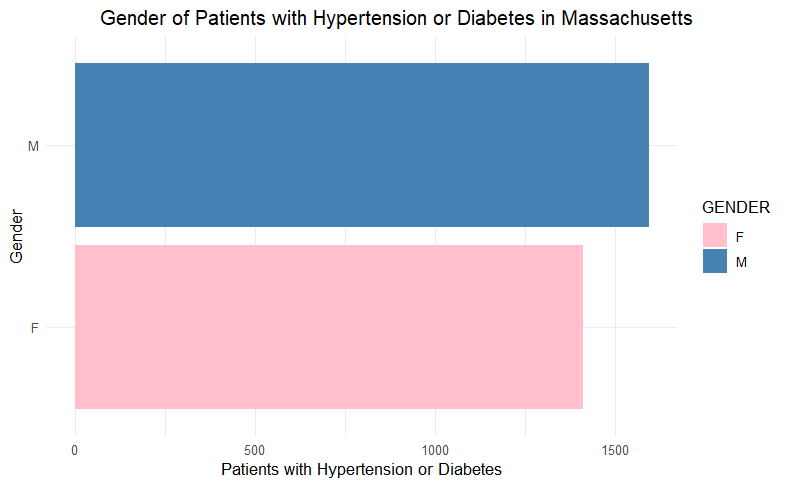 Gender of Patients with Hypertension or Diabetes in Massachusetts
Gender
M
F
0 500 1000 1500
Patients with Hypertension or Diabetes
GENDER
F
M